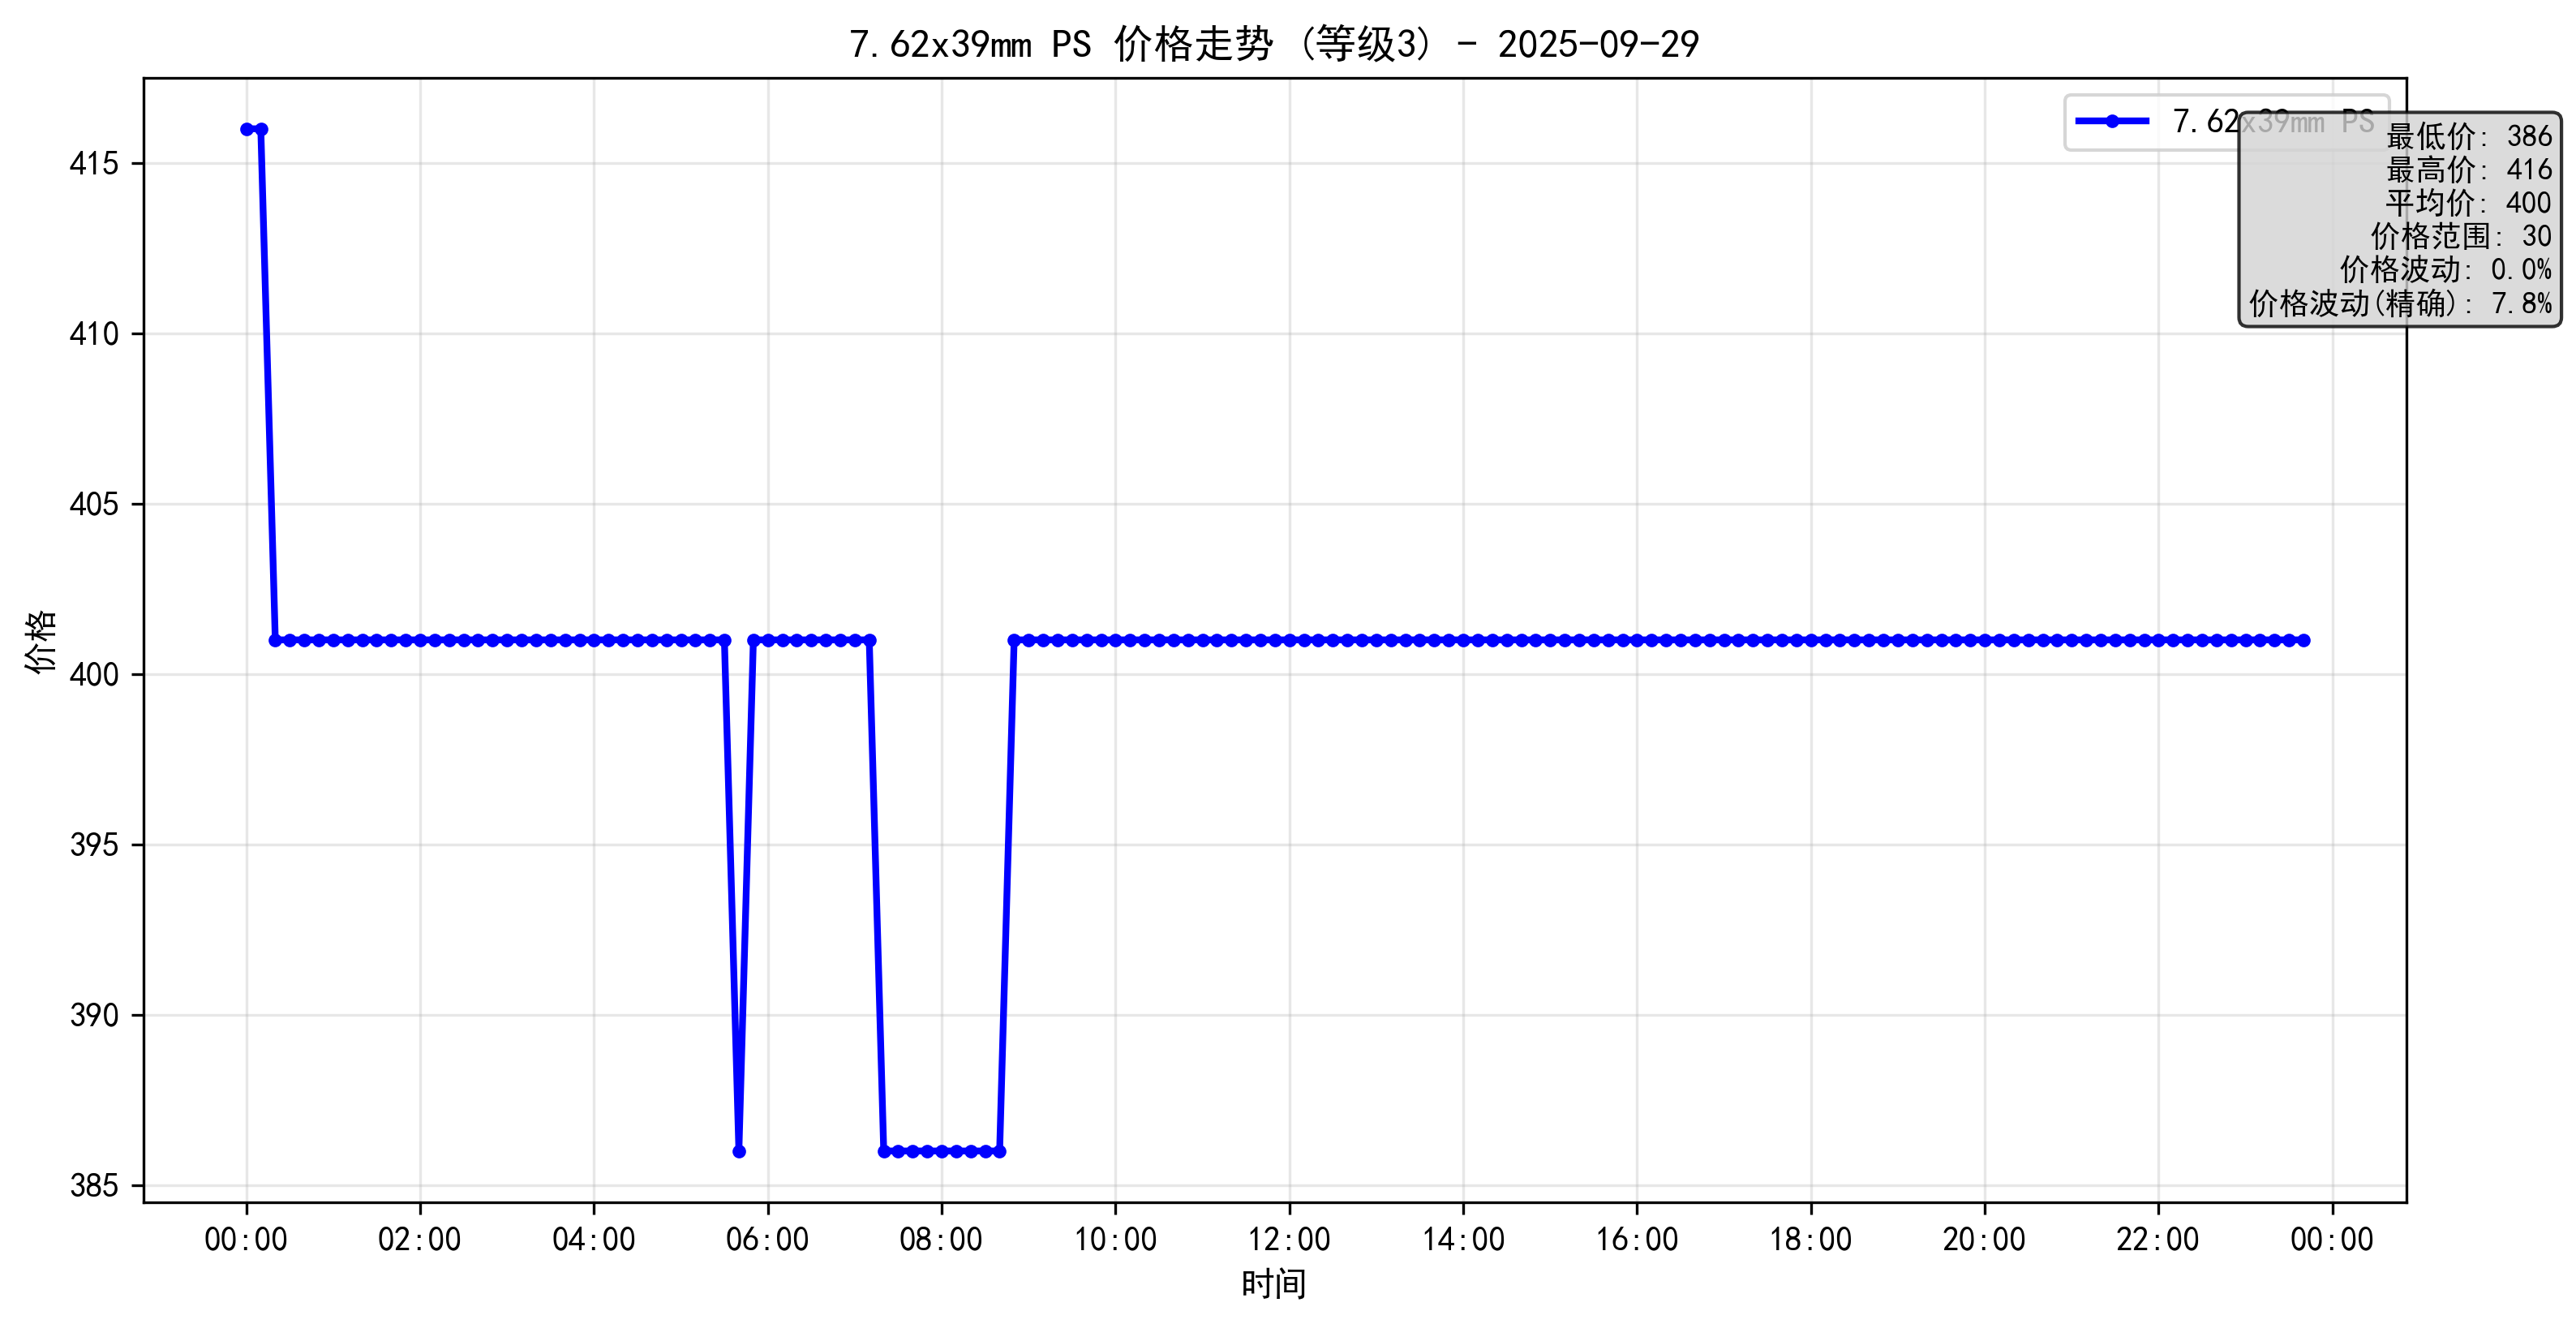 7.62x39mm PS 价格走势 (等级3) - 2025-09-29
7.62x39mm PS
最低价: 386
最高价: 416
平均价: 400
价格范围: 30
价格波动: 0.0%
价格波动(精确): 7.8%
价格
415
410
405
400
395
390
385
00:00 02:00 04:00 06:00 08:00 10:00 12:00 14:00 16:00 18:00 20:00 22:00 00:00
时间